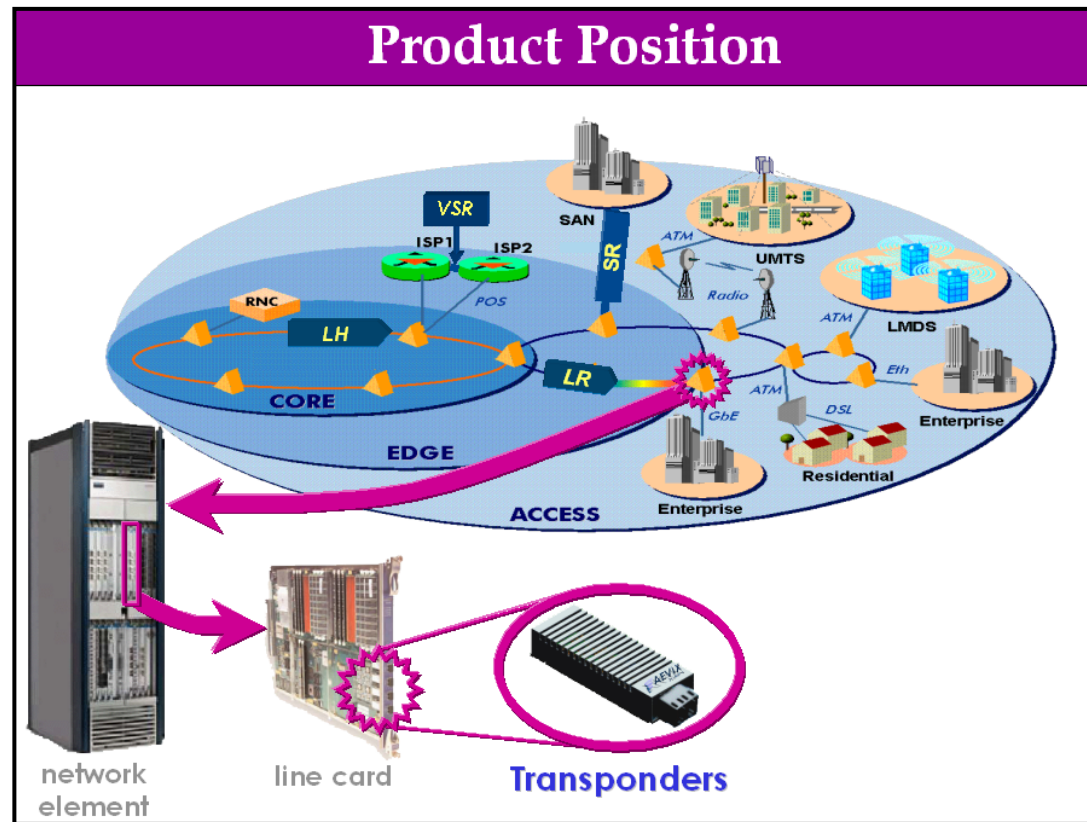 Product Position
SAN
VSR
ISP1
ISP2
SR
ATM
UMTS
RNC
POS
Radio
LH
ATM
LMDS
LR
ATM
Eth
CORE
GbE
DSL
Enterprise
EDGE
Residential
Enterprise
ACCESS
network
element
line card
Transponders